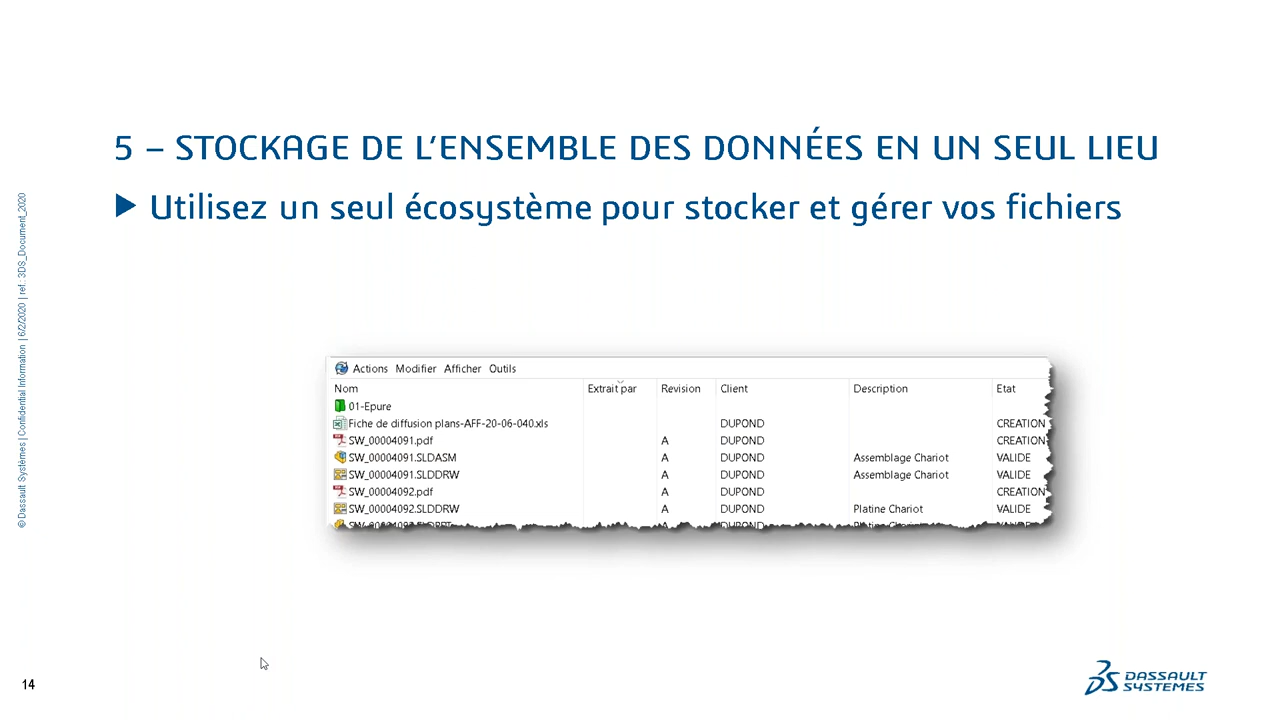 5 – STOCKAGE DE L'ENSEMBLE DES DONNÉES EN UN SEUL LIEU
Utilisez un seul écosystème pour stocker et gérer vos fichiers
Actions Modifier Afficher Outils
Nom Extrait par Revision Client Description Etat
01-Epure
Fiche de diffusion plans-AFF-20-06-040.xls DUPOND CREATION
SW_00004091.pdf A DUPOND CREATION
SW_00004091.SLDASM A DUPOND Assemblage Chariot VALIDE
SW_00004091.SLDDRW A DUPOND Assemblage Chariot VALIDE
SW_00004092.pdf A DUPOND CREATION
SW_00004092.SLDDRW A DUPOND Platine Chariot VALIDE
A DUPOND
© Dassault Systèmes | Confidential Information | 6/2/2020 | ref.: 3DS_Document_2020
14
DASSAULT
SYSTEMES